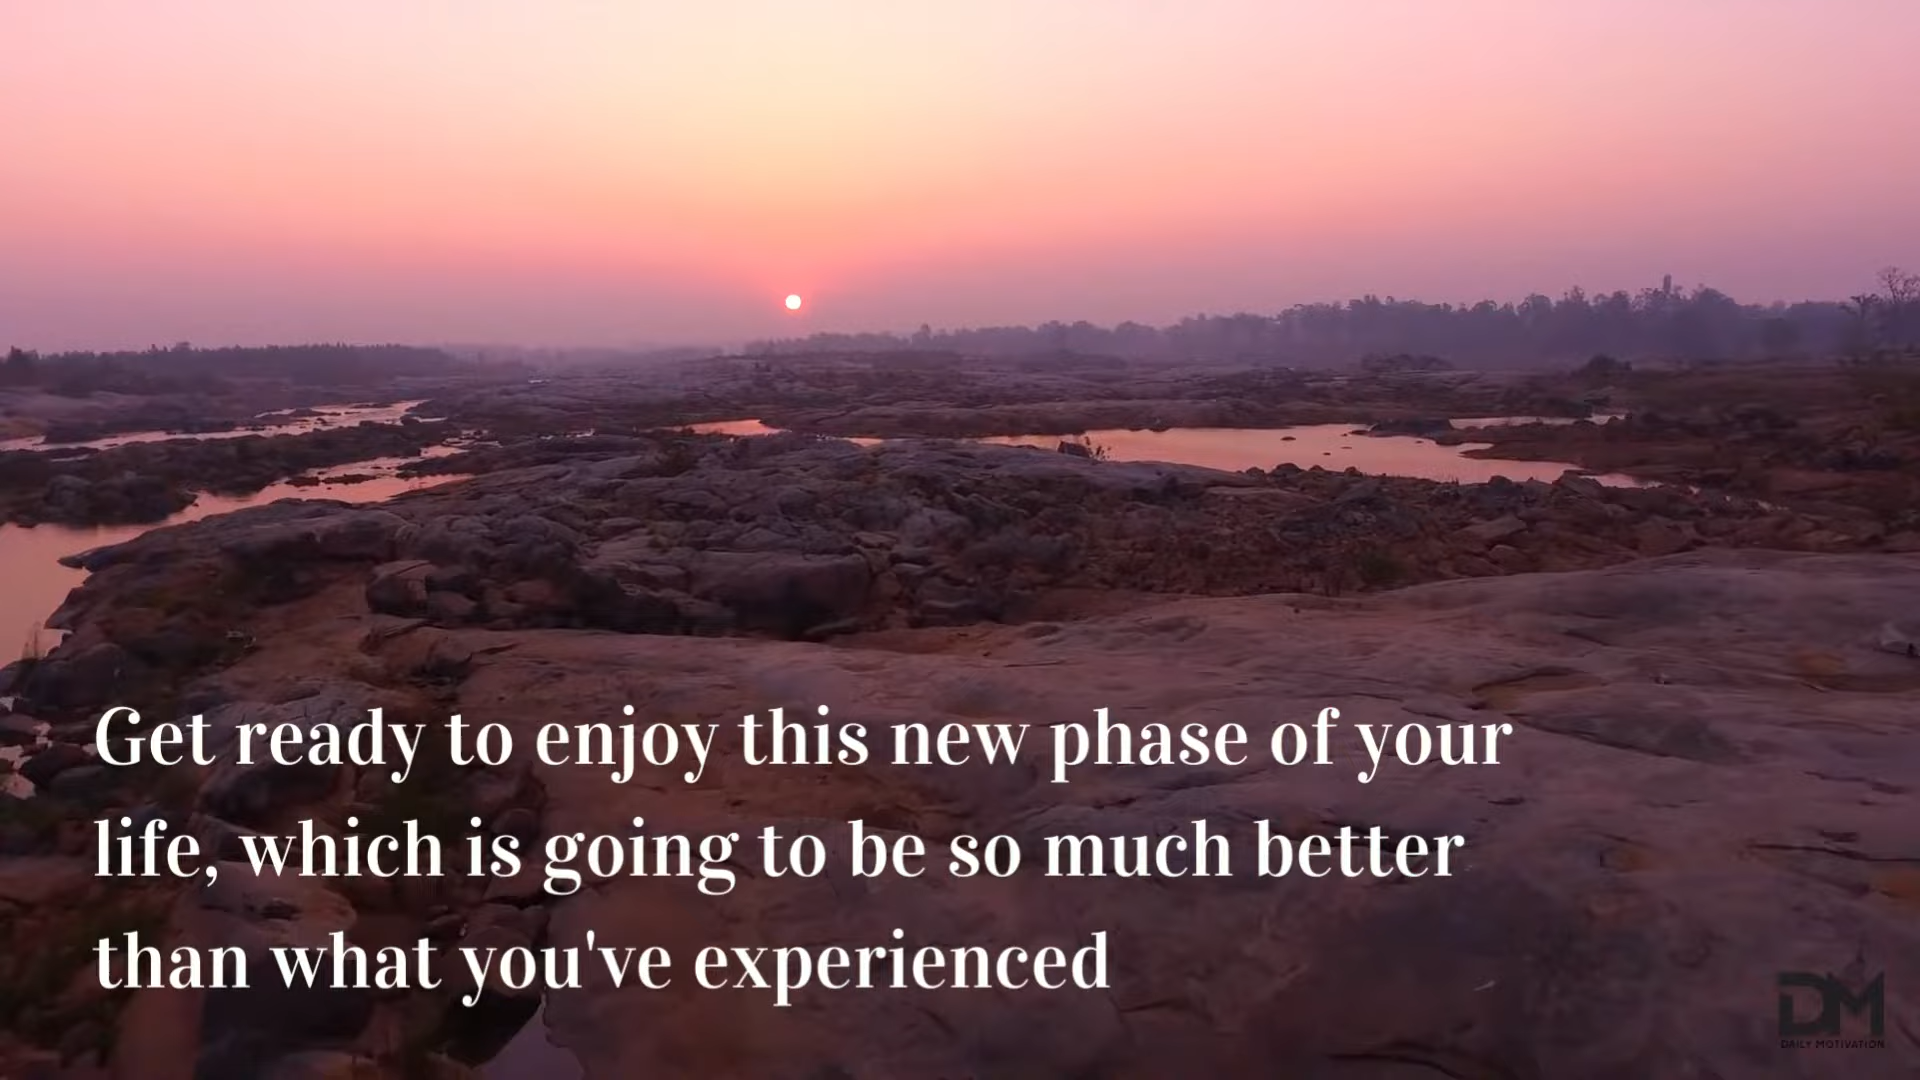 Get ready to enjoy this new phase of your
life, which is going to be so much better
than what you've experienced
DM
DAILY MOTIVATION